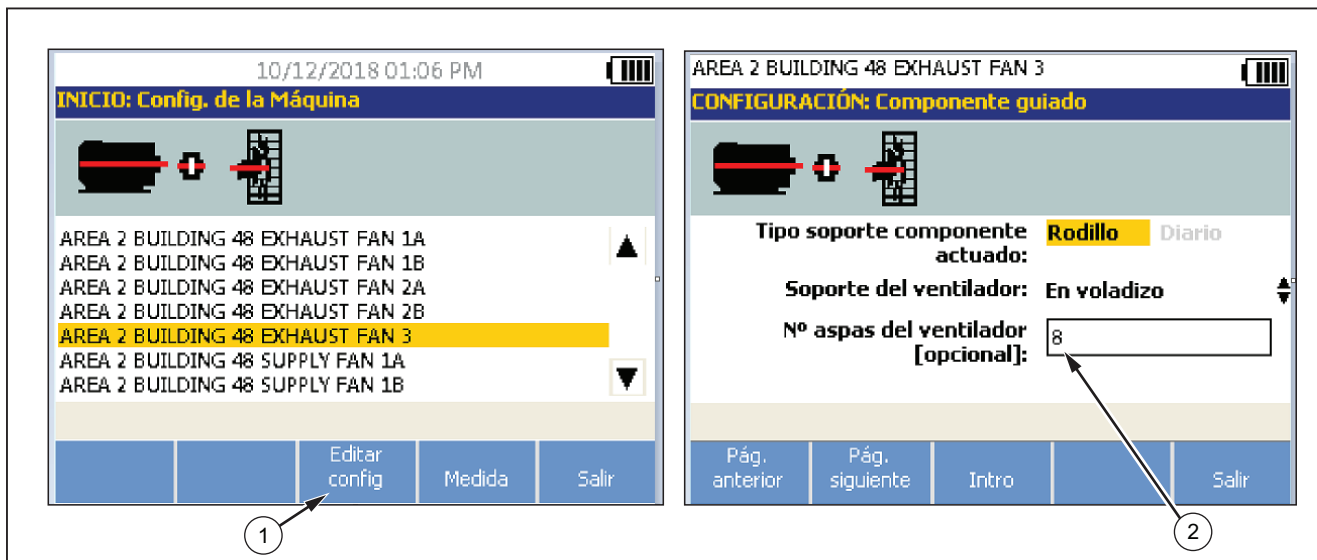 10/12/2018 01:06 PM
INICIO: Config. de la Máquina
AREA 2 BUILDING 48 EXHAUST FAN 1A
AREA 2 BUILDING 48 EXHAUST FAN 1B
AREA 2 BUILDING 48 EXHAUST FAN 2A
AREA 2 BUILDING 48 EXHAUST FAN 2B
AREA 2 BUILDING 48 EXHAUST FAN 3
AREA 2 BUILDING 48 SUPPLY FAN 1A
AREA 2 BUILDING 48 SUPPLY FAN 1B
Editar
config
Medida
Salir
1
AREA 2 BUILDING 48 EXHAUST FAN 3
CONFIGURACIÓN: Componente guiado
Tipo soporte componente
actuado:
Rodillo Diario
Soporte del ventilador: En voladizo
Nº aspas del ventilador
[opcional]:
8
Pág.
anterior
Pág.
siguiente
Intro
Salir
2